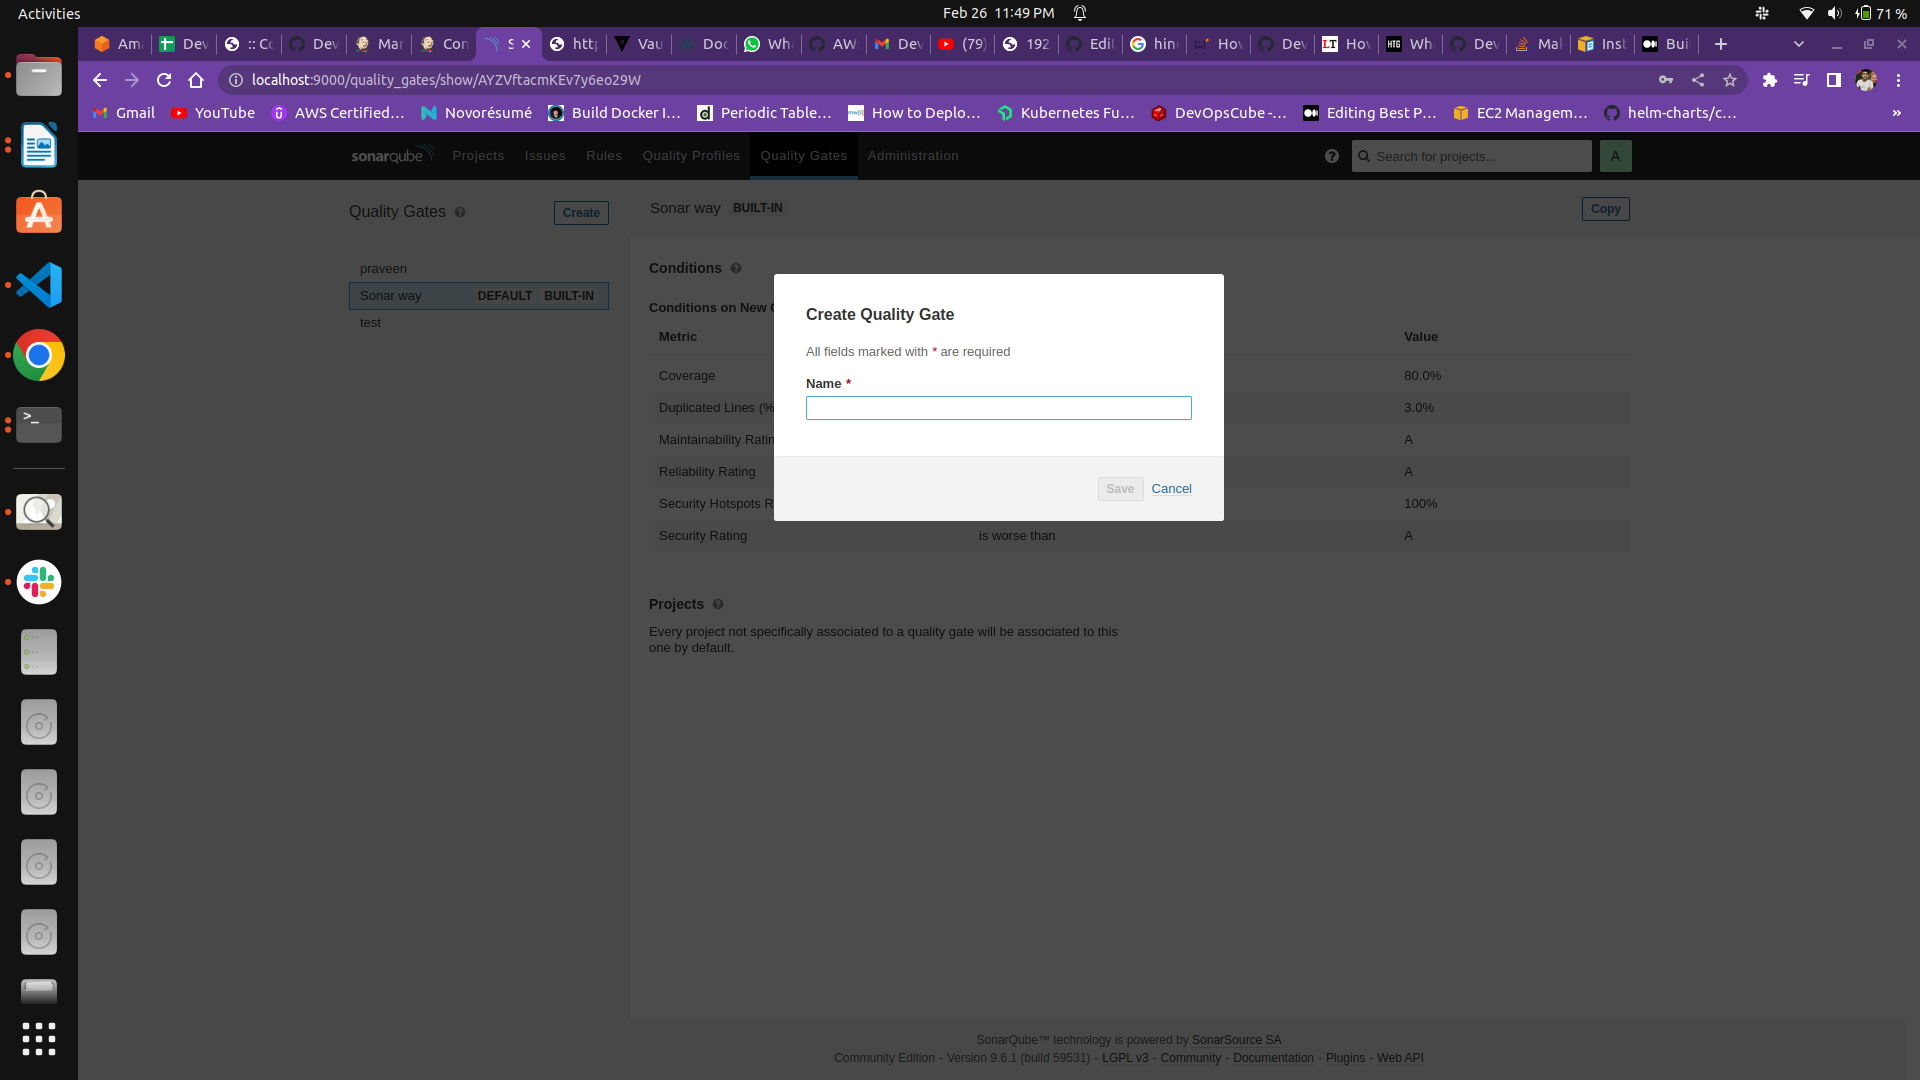 Activities
Feb 26 11:49 PM
71 %
Am
Dev
:: Co
Dev
Mar
Con
S
http
Vau
Doc
Wha
AW
Dev
(79)
192
Edit
hin
Hov
Dev
Hov
Wh
Dev
Mak
Inst
Buil
localhost:9000/quality_gates/show/AYZVftacmKEv7y6eo29W
Gmail
YouTube
AWS Certified…
Novorésumé
Build Docker I…
Periodic Table…
How to Deplo…
Kubernetes Fu…
DevOpsCube -…
Editing Best P…
EC2 Managem…
helm-charts/c…
»
sonarqube
Projects
Issues
Rules
Quality Profiles
Quality Gates
Administration
Search for projects...
A
Quality Gates
Create
praveen
Sonar way DEFAULT BUILT-IN
test
Sonar way BUILT-IN
Copy
Conditions
Conditions on New
Metric
Value
Coverage
80.0%
Duplicated Lines (%
3.0%
Maintainability Ratin
A
Reliability Rating
A
Security Hotspots R
100%
Security Rating
is worse than
A
Create Quality Gate
All fields marked with * are required
Name *
Save
Cancel
Projects
Every project not specifically associated to a quality gate will be associated to this
one by default.
SonarQube™ technology is powered by SonarSource SA
Community Edition - Version 9.6.1 (build 59531) - LGPL v3 - Community - Documentation - Plugins - Web API